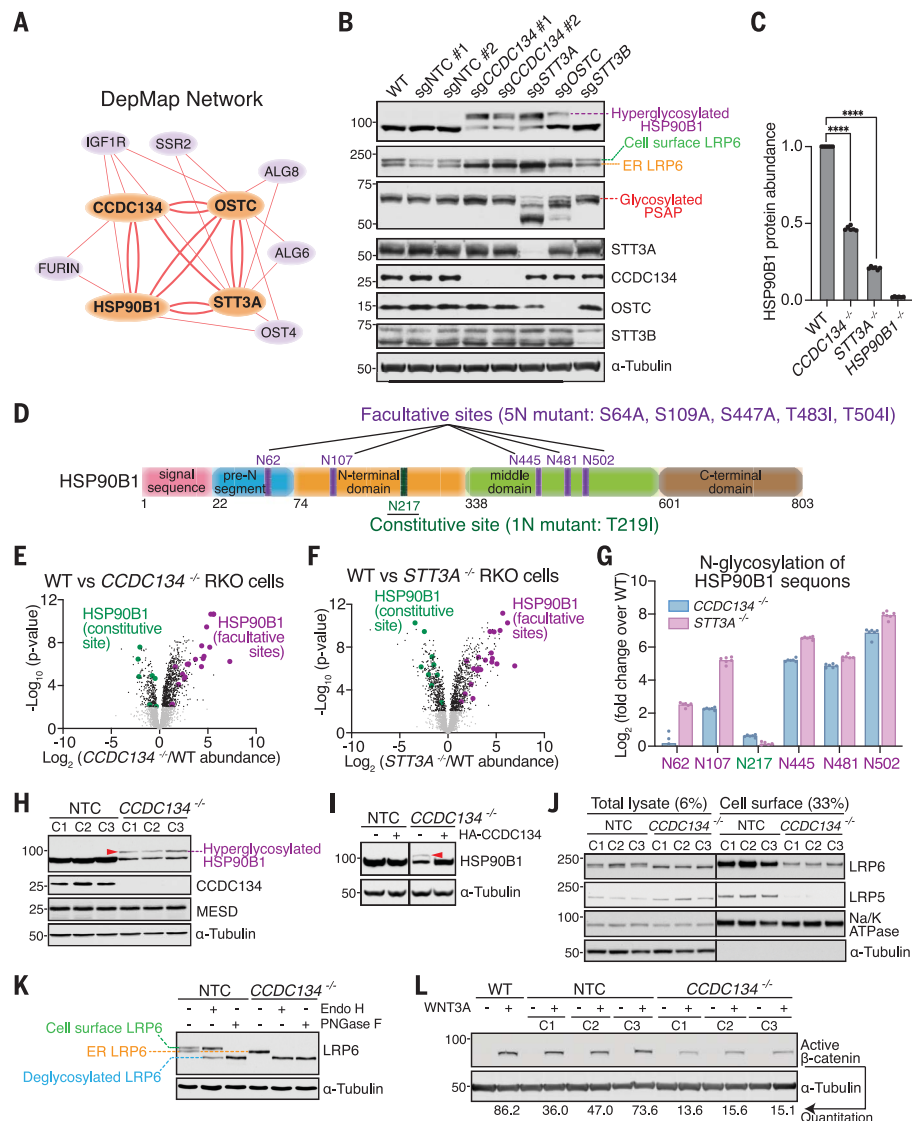 A
DepMap Network
IGF1R
SSR2
ALG8
CCDC134
OSTC
FURIN
ALG6
HSP90B1
STT3A
OST4
B
WT
sgNTC #1
sgNTC #2
sgCCDC134 #1
sgCCDC134 #2
sgSTT3A
sgOSTC
sgSTT3B
100
Hyperglycosylated
HSP90B1
Cell surface LRP6
250
ER LRP6
150
75
Glycosylated
PSAP
50
50
STT3A
25
CCDC134
15
OSTC
75
STT3B
50
α-Tubulin
C
HSP90B1 protein abundance
****
****
1.0
0.5
0.0
WT
CCDC134 -/-
STT3A -/-
HSP90B1 -/-
D
Facultative sites (5N mutant: S64A, S109A, S447A, T483I, T504I)
N62
N107
N445
N481
N502
HSP90B1
signal sequence
pre-N segment
N-terminal domain
middle domain
C-terminal domain
1
22
74
N217
338
601
803
Constitutive site (1N mutant: T219I)
E
WT vs CCDC134 -/- RKO cells
-Log10 (p-value)
16
12
8
4
0
HSP90B1
(constitutive
site)
HSP90B1
(facultative
sites)
-10 -5 0 5 10
Log2 (CCDC134 -/-/WT abundance)
F
WT vs STT3A -/- RKO cells
-Log10 (p-value)
16
12
8
4
0
HSP90B1
(constitutive
site)
HSP90B1
(facultative
sites)
-10 -5 0 5 10
Log2 (STT3A -/-/WT abundance)
G
N-glycosylation of
HSP90B1 sequons
CCDC134 -/-
STT3A -/-
Log2 (fold change over WT)
10
8
6
4
2
0
N62 N107 N217 N445 N481 N502
H
NTC CCDC134 -/-
C1 C2 C3 C1 C2 C3
100
Hyperglycosylated
HSP90B1
25
CCDC134
25
MESD
50
α-Tubulin
I
NTC CCDC134 -/-
- + - + HA-CCDC134
100
75
HSP90B1
50
α-Tubulin
J
Total lysate (6%) Cell surface (33%)
NTC CCDC134 -/- NTC CCDC134 -/-
C1 C2 C3 C1 C2 C3 C1 C2 C3 C1 C2 C3
250
LRP6
250
LRP5
100
Na/K
ATPase
50
α-Tubulin
K
NTC CCDC134 -/-
- + - - + - Endo H
- - + - - + PNGase F
Cell surface LRP6
ER LRP6
Deglycosylated LRP6
LRP6
α-Tubulin
L
WT NTC CCDC134 -/-
WNT3A - + - + - + - + - + - + - +
C1 C2 C3 C1 C2 C3
100
Active
β-catenin
50
α-Tubulin
86.2 36.0 47.0 73.6 13.6 15.6 15.1
Quantitation